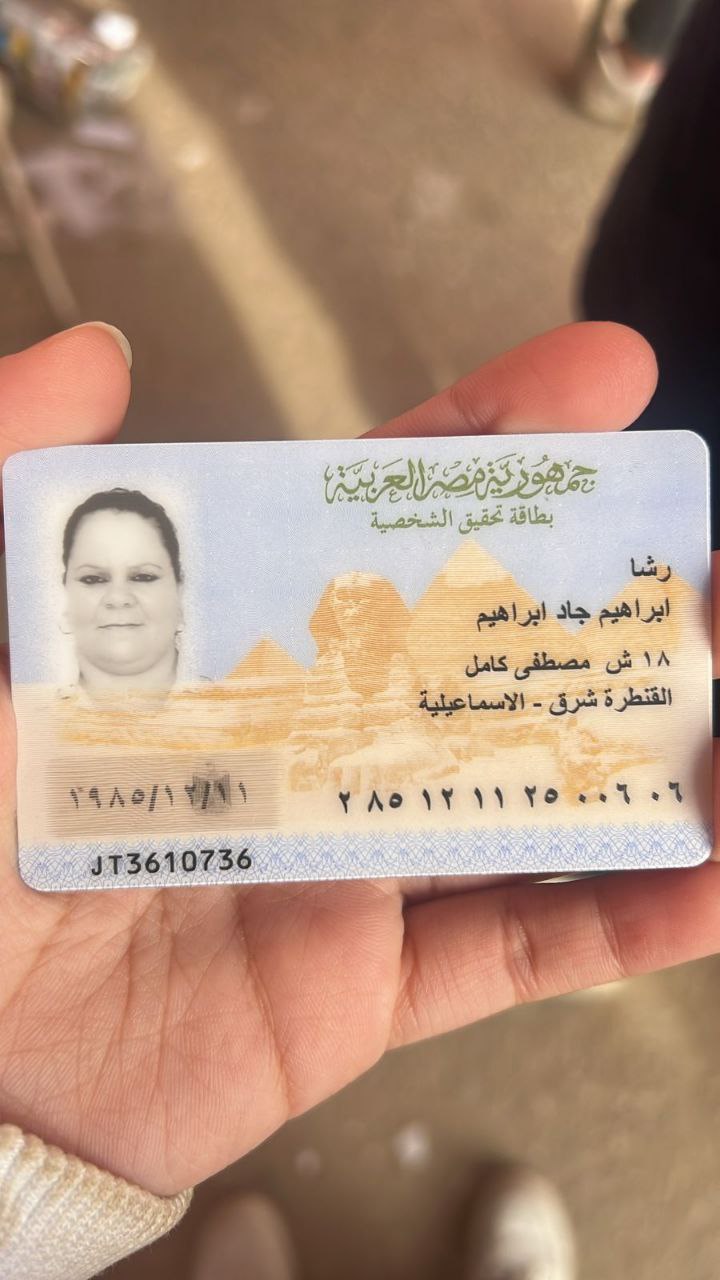 جمهورية مصر العربية
بطاقة تحقيق الشخصية
رشا
ابراهيم جاد ابراهيم
١٨ ش مصطفى كامل
القنطرة شرق - الاسماعيلية
٢ ٨٥ ١٢ ١١ ٢٥ ٠٠٦ ٠٦
١٩٨٥/١٢/١١
JT3610736